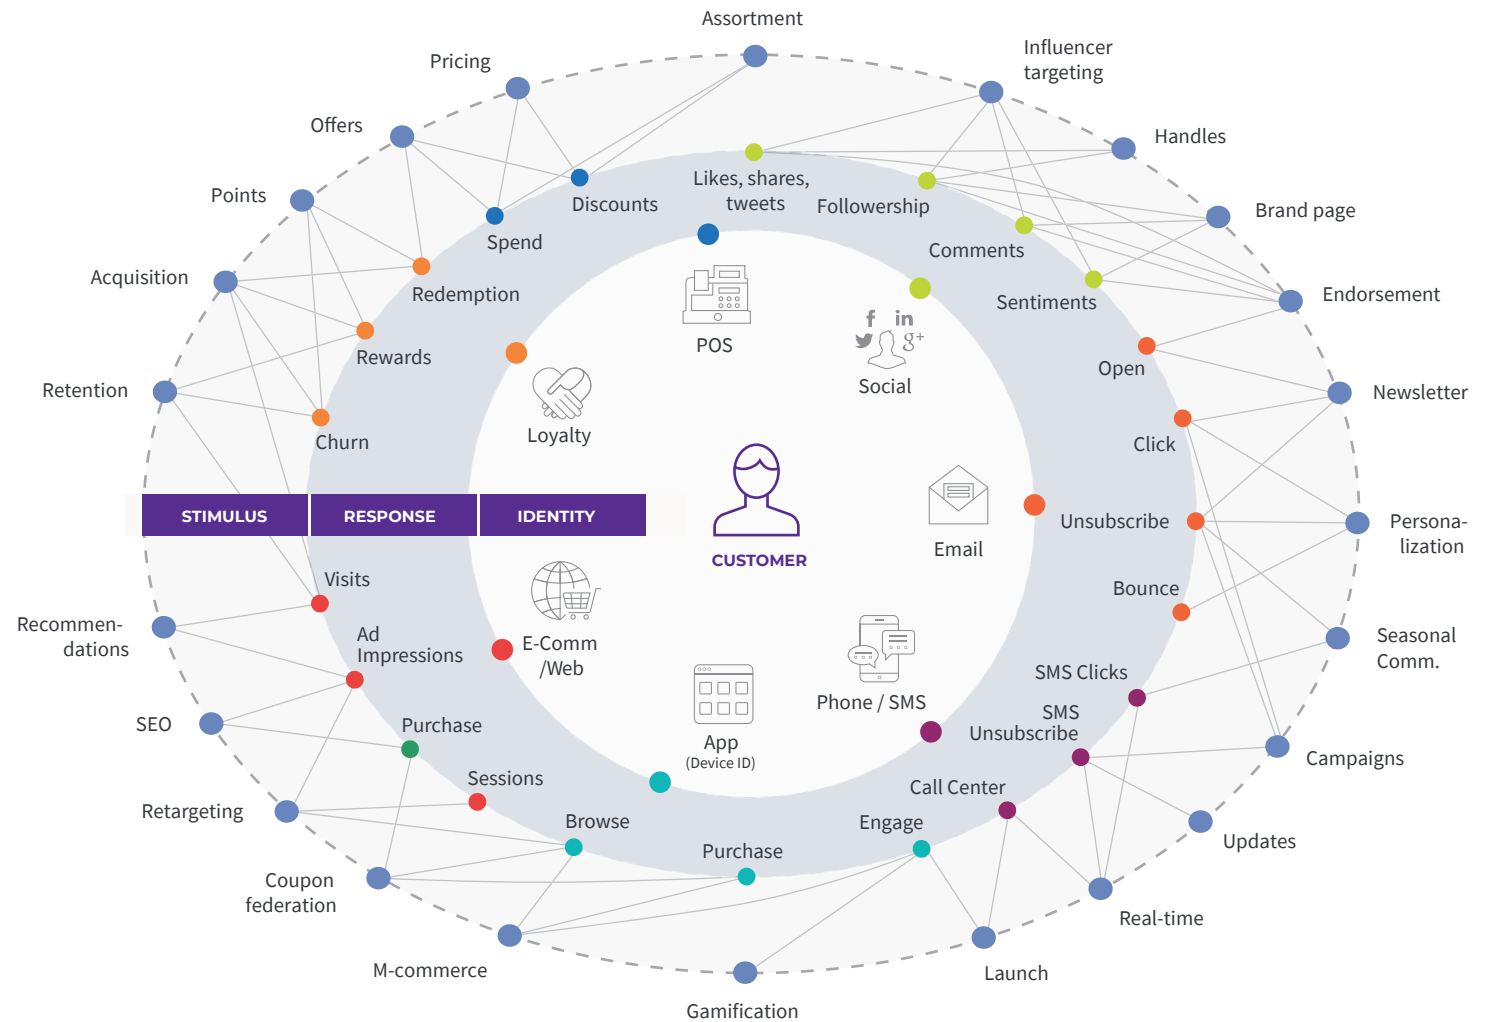 Assortment
Influencer
targeting
Pricing
Handles
Offers
Likes, shares,
tweets
Points
Discounts
Followership
Brand page
Spend
Comments
Acquisition
Redemption
Sentiments
Endorsement
f in
g+
POS
Rewards
Social
Open
Retention
Loyalty
Newsletter
Churn
Click
STIMULUS
RESPONSE
IDENTITY
CUSTOMER
Email
Unsubscribe
Persona-
lization
Visits
Bounce
Recommen-
dations
Ad
Impressions
E-Comm
/Web
Seasonal
Comm.
SMS Clicks
Phone / SMS
SMS
Unsubscribe
SEO
Purchase
App
(Device ID)
Campaigns
Sessions
Call Center
Retargeting
Browse
Engage
Updates
Purchase
Coupon
federation
Real-time
M-commerce
Launch
Gamification